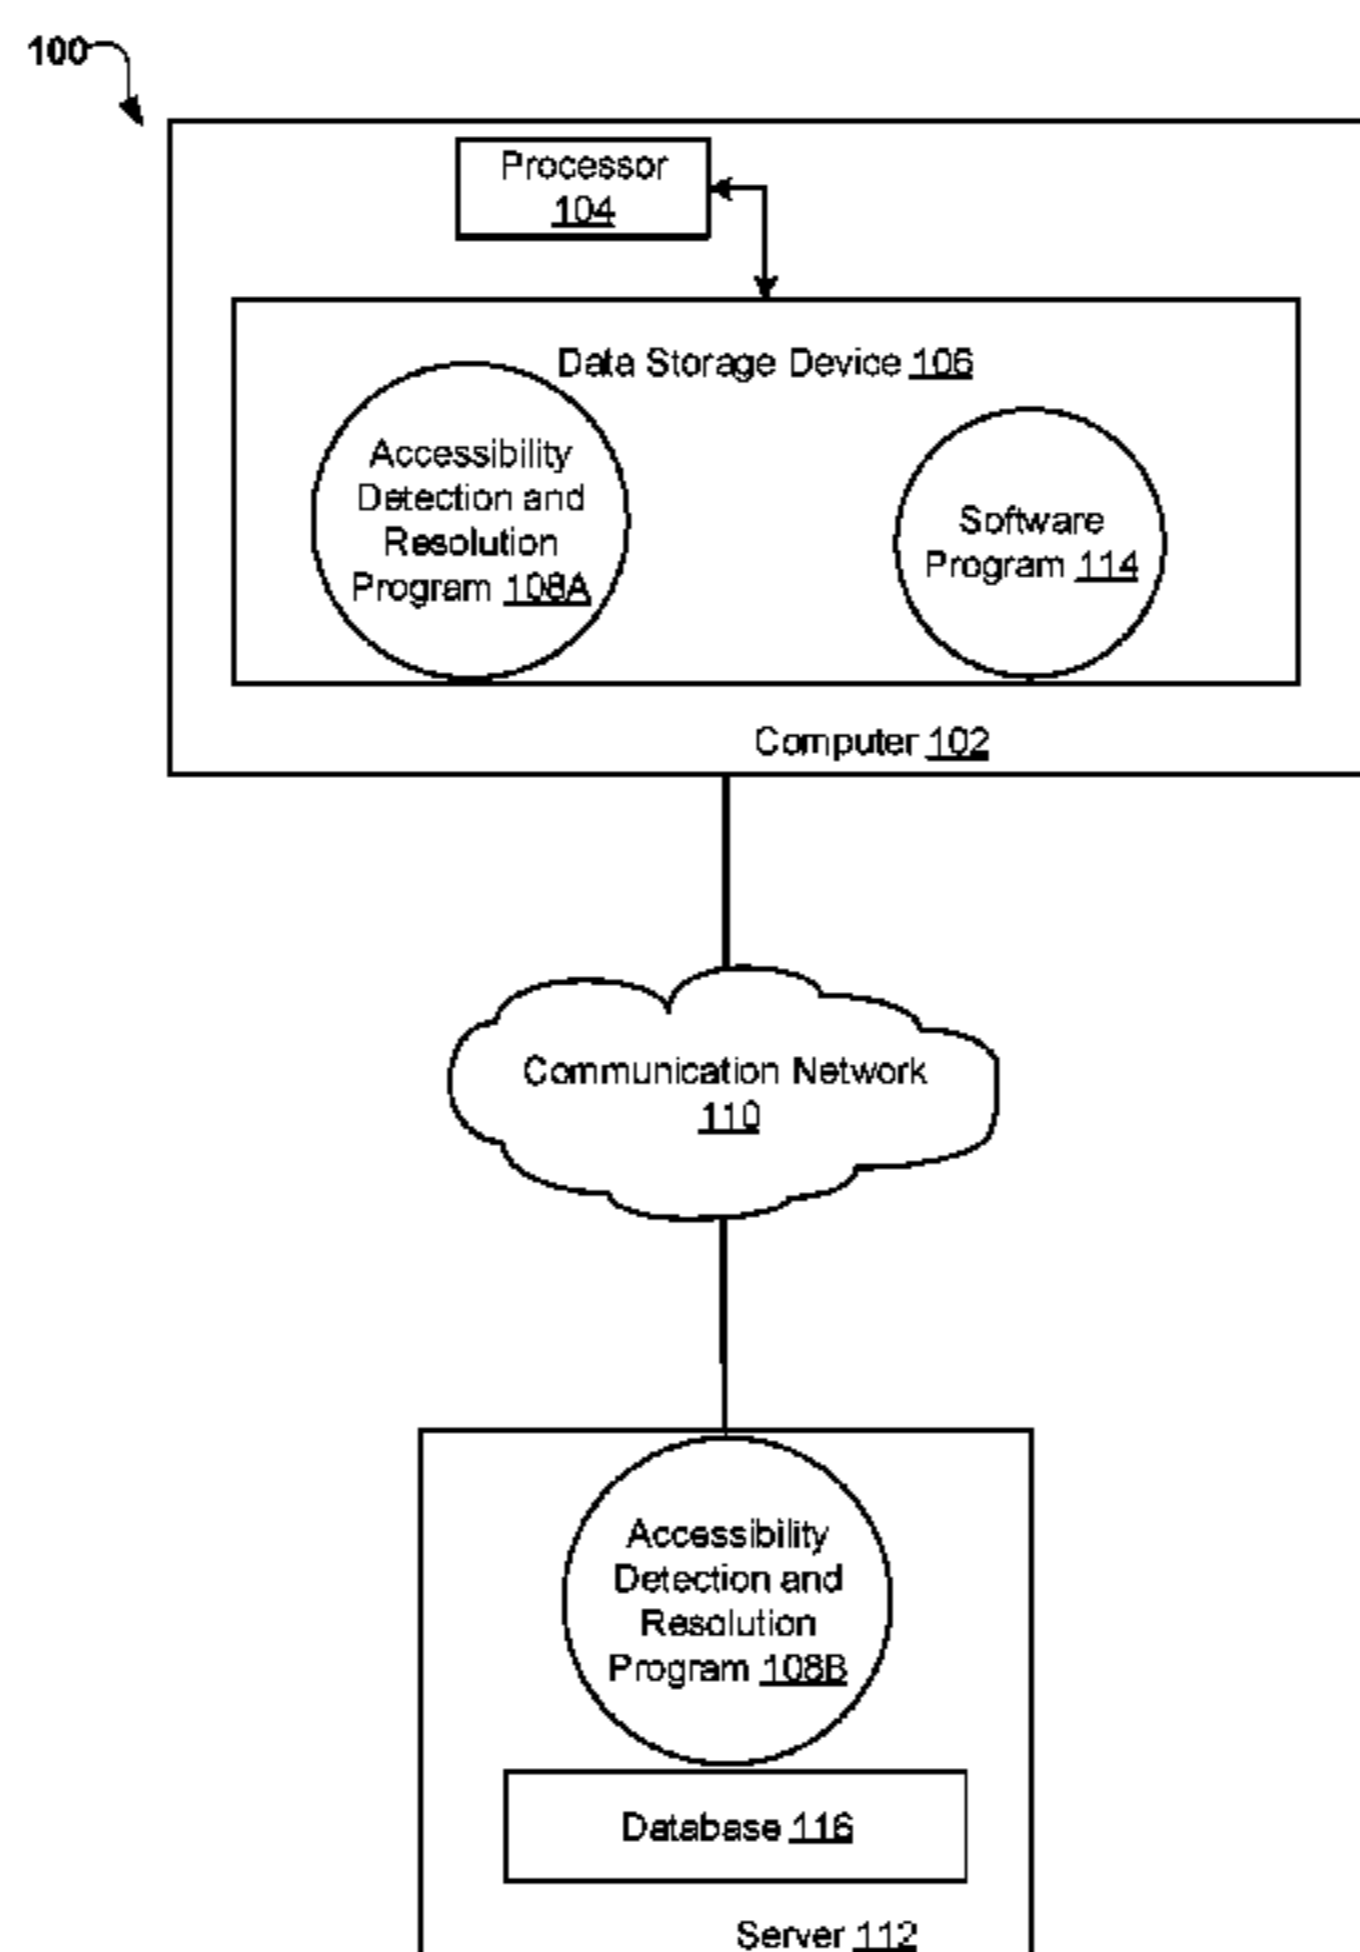 100
Processor
104
Data Storage Device 106
Accessibility
Detection and
Resolution
Program 108A
Software
Program 114
Computer 102
Communication Network
110
Accessibility
Detection and
Resolution
Program 108B
Database 116
Server 112